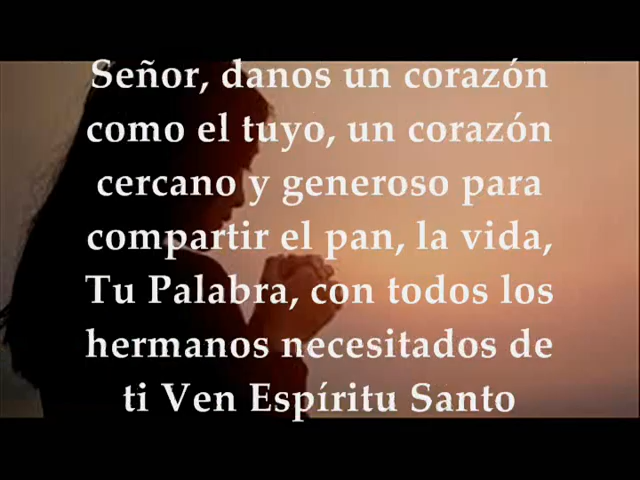 Señor, danos un corazón
como el tuyo, un corazón
cercano y generoso para
compartir el pan, la vida,
Tu Palabra, con todos los
hermanos necesitados de
ti Ven Espíritu Santo